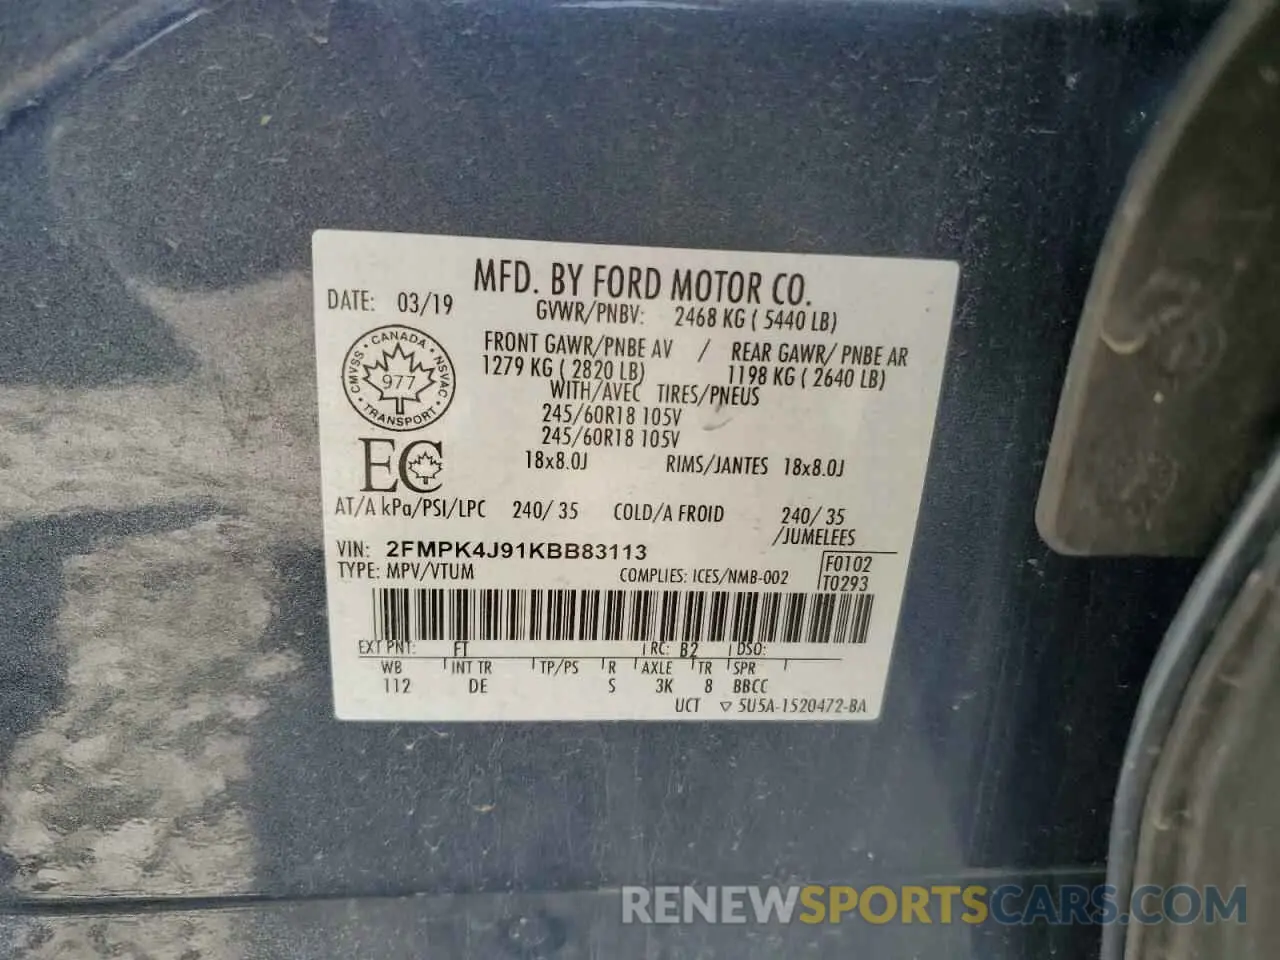 MFD. BY FORD MOTOR CO.
DATE: 03/19
GVWR/PNBV: 2468 KG ( 5440 LB)
FRONT GAWR/PNBE AV / REAR GAWR/ PNBE AR
1279 KG ( 2820 LB) 1198 KG ( 2640 LB)
WITH/AVEC TIRES/PNEUS
245/60R18 105V
245/60R18 105V
18x8.0J RIMS/JANTES 18x8.0J
CMVSS • CANADA • NSVAC • TRANSPORT •
977
EC
AT/A kPa/PSI/LPC 240/ 35 COLD/A FROID 240/ 35
/JUMELEES
VIN: 2FMPK4J91KBB83113
TYPE: MPV/VTUM COMPLIES: ICES/NMB-002
F0102
T0293
EXT PNT: FT RC: B2 DSO:
WB INT TR TP/PS R AXLE TR SPR
112 DE S 3K 8 BBCC
UCT ▽ 5U5A-1520472-BA
RENEWSPORTSCARS.COM